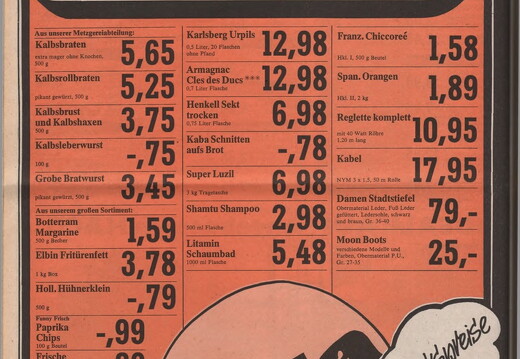 Aus unserer Metzgereiabteilung:
Kalbsbraten
extra mager ohne Knochen,
500 g
5,65
Kalbsrollbraten
pikant gewürzt, 500 g
5,25
Kalbsbrust
und Kalbshaxen
500 g
3,75
Kalbsleberwurst
100 g
-,75
Grobe Bratwurst
pikant gewürzt, 500 g
3,45
Aus unserem großen Sortiment:
Botterram
Margarine
500 g Becher
1,59
Elbin Fritürenfett
1 kg Box
3,78
Holl. Hühnerklein
500 g
-,79
Funny Frisch
Paprika
Chips
100 g Beutel
-,99
Frische
Karlsberg Urpils
0,5 Liter, 20 Flaschen
ohne Pfand
12,98
Armagnac
Cles des Ducs ***
0,7 Liter Flasche
12,98
Henkell Sekt
trocken
0,75 Liter Flasche
6,98
Kaba Schnitten
aufs Brot
-,78
Super Luzil
3 kg Tragetasche
6,98
Shamtu Shampoo
500 ml Flasche
2,98
Litamin
Schaumbad
1000 ml Flasche
5,48
Franz. Chiccoreé
Hkl. I, 500 g Beutel
1,58
Span. Orangen
Hkl. II, 2 kg
1,89
Reglette komplett
mit 40 Watt Röhre
1,20 m lang
10,95
Kabel
NYM 3 x 1,5, 50 m Rolle
17,95
Damen Stadtstiefel
Obermaterial Leder, Fuß Leder
gefüttert, Ledersohle, schwarz
und braun, Gr. 36-40
79,-
Moon Boots
verschiedene Modelle und
Farben, Obermaterial P.U.,
Gr. 27-35
25,-